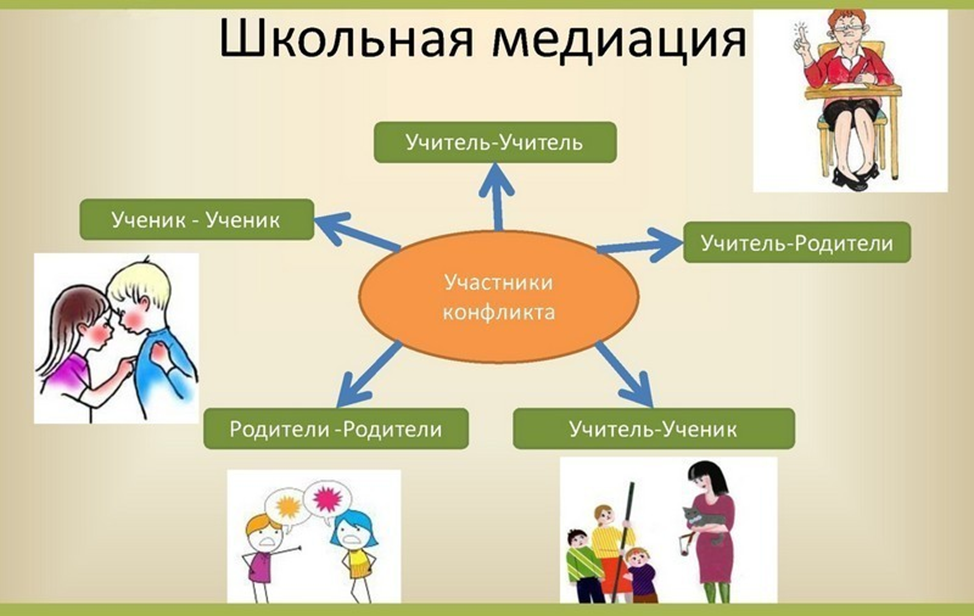 Школьная медиация
Учитель-Учитель
Ученик - Ученик
Учитель-Родители
Участники
конфликта
Родители -Родители
Учитель-Ученик